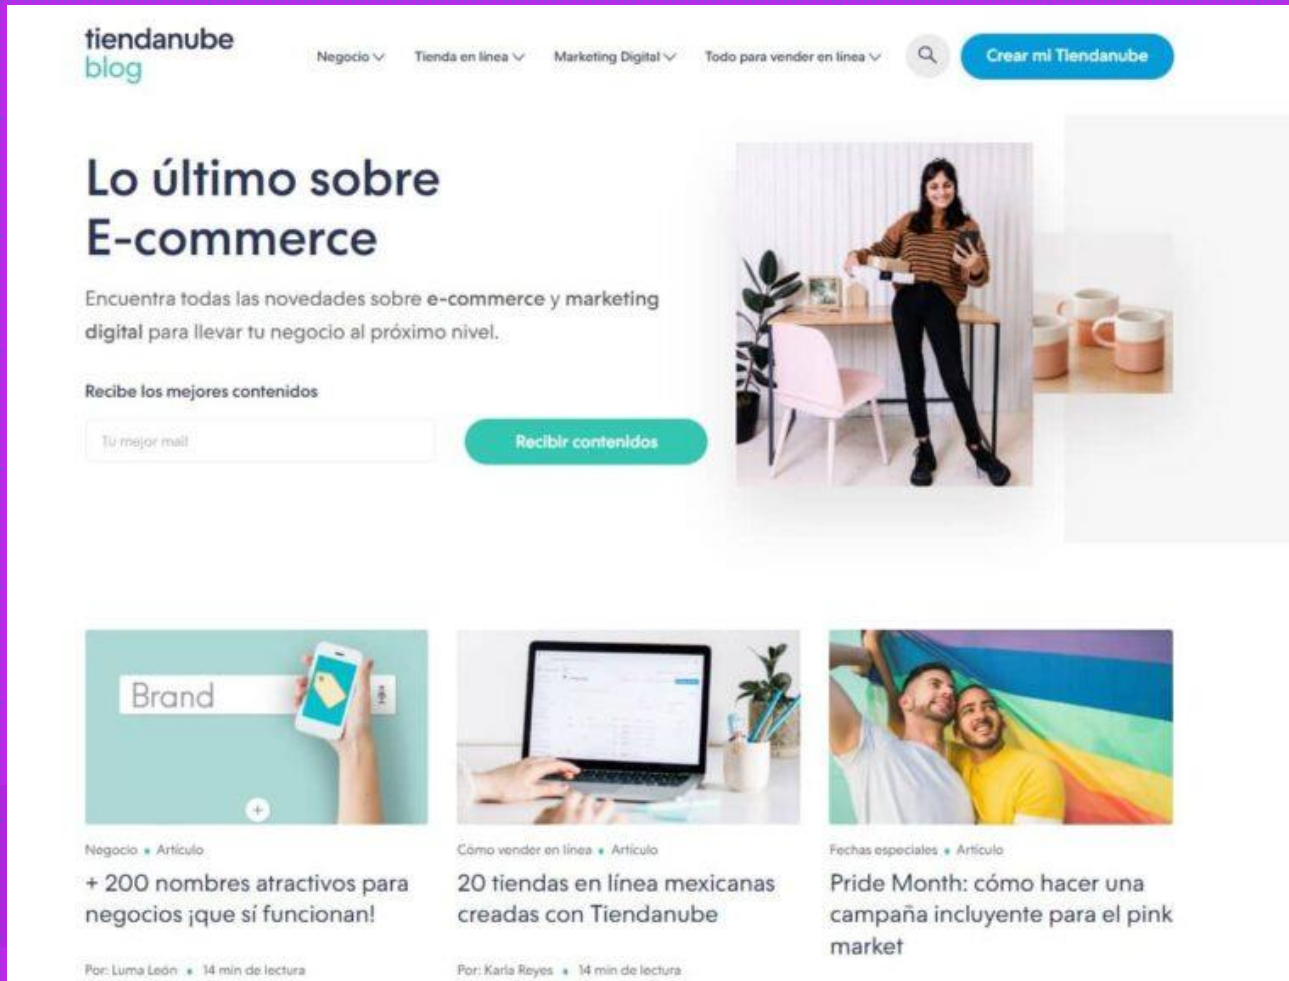 tiendanube
blog
Negocio
Tienda en línea
Marketing Digital
Todo para vender en línea
Crear mi Tiendanube
Lo último sobre
E-commerce
Encuentra todas las novedades sobre e-commerce y marketing
digital para llevar tu negocio al próximo nivel.
Recibe los mejores contenidos
Tu mejor mail
Recibir contenidos
Brand
Negocio • Artículo
+ 200 nombres atractivos para
negocios ¡que sí funcionan!
Por: Luma León • 14 min de lectura
Cómo vender en línea • Artículo
20 tiendas en línea mexicanas
creadas con Tiendanube
Por: Karla Reyes • 14 min de lectura
Fechas especiales • Artículo
Pride Month: cómo hacer una
campaña incluyente para el pink
market